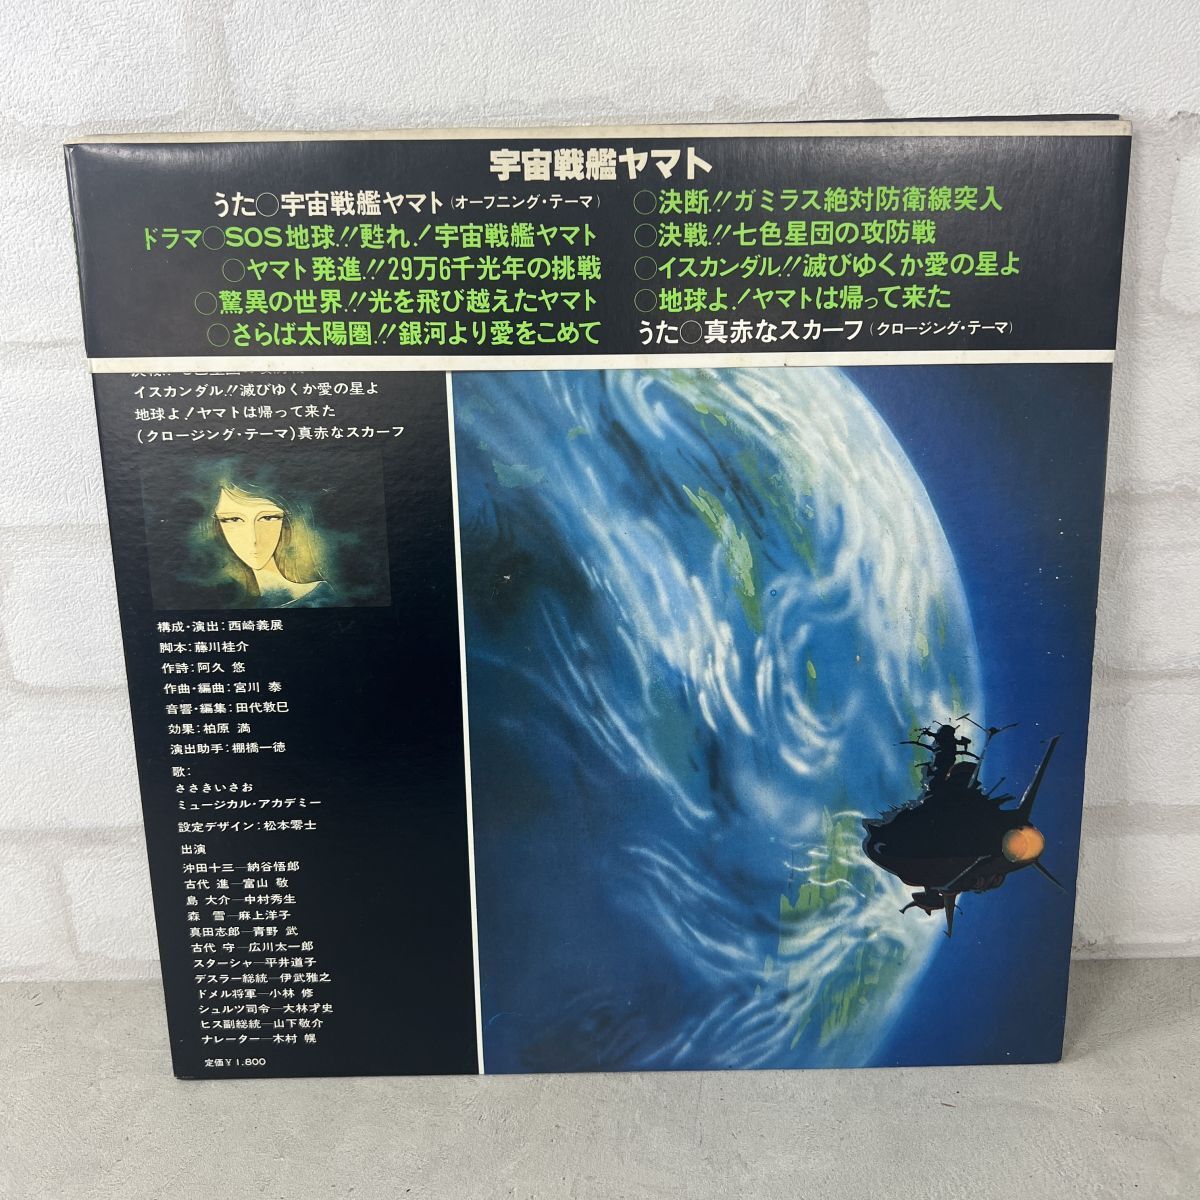 宇宙戦艦ヤマト
うた○宇宙戦艦ヤマト(オープニング・テーマ)
ドラマ○SOS地球!!甦れ!宇宙戦艦ヤマト
○ヤマト発進!!29万6千光年の挑戦
○驚異の世界!!光を飛び越えたヤマト
○さらば太陽圏!!銀河より愛をこめて
○決断!!ガミラス絶対防衛線突入
○決戦!!七色星団の攻防戦
○イスカンダル!!滅びゆくか愛の星よ
○地球よ!ヤマトは帰って来た
うた○真赤なスカーフ(クロージング・テーマ)
イスカンダル!!滅びゆくか愛の星よ
地球よ!ヤマトは帰って来た
(クロージング・テーマ)真赤なスカーフ
構成・演出:西崎義展
脚本:藤川桂介
作詩:阿久 悠
作曲・編曲:宮川 泰
音響・編集:田代敦巳
効果:柏原 満
演出助手:棚橋一徳
歌:
ささきいさお
ミュージカル・アカデミー
設定デザイン:松本零士
出演
沖田十三―納谷悟郎
古代 進―富山 敬
島 大介―中村秀生
森 雪―麻上洋子
真田志郎―青野 武
古代 守―広川太一郎
スターシャ―平井道子
デスラー総統―伊武雅之
ドメル将軍―小林 修
シュルツ司令―大林才史
ヒス副総統―山下敬介
ナレーター―木村 幌
定価¥1,800